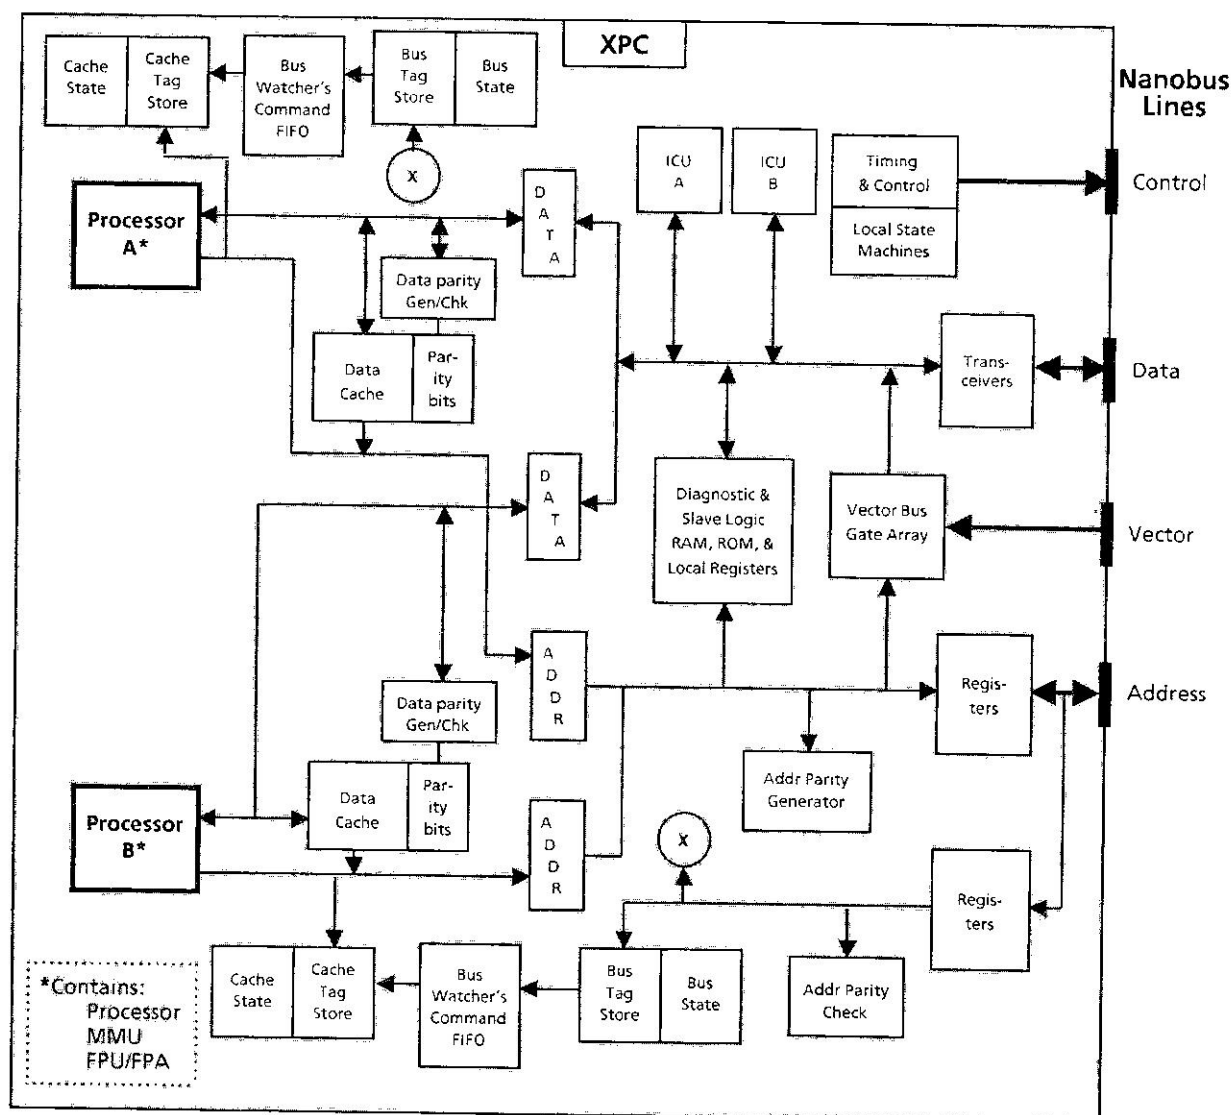 XPC
Nanobus
Lines
Cache
State
Cache
Tag
Store
Bus
Watcher's
Command
FIFO
Bus
Tag
Store
Bus
State
X
ICU
A
ICU
B
Timing
& Control
Local State
Machines
Control
Processor
A*
D
A
T
A
Data parity
Gen/Chk
Data
Cache
Par-
ity
bits
Trans-
ceivers
Data
D
A
T
A
Diagnostic &
Slave Logic
RAM, ROM, &
Local Registers
Vector Bus
Gate Array
Vector
A
D
D
R
Regis-
ters
Address
Data parity
Gen/Chk
Addr Parity
Generator
Processor
B*
Data
Cache
Par-
ity
bits
A
D
D
R
X
Regis-
ters
Cache
State
Cache
Tag
Store
Bus
Watcher's
Command
FIFO
Bus
Tag
Store
Bus
State
Addr Parity
Check
*Contains:
Processor
MMU
FPU/FPA